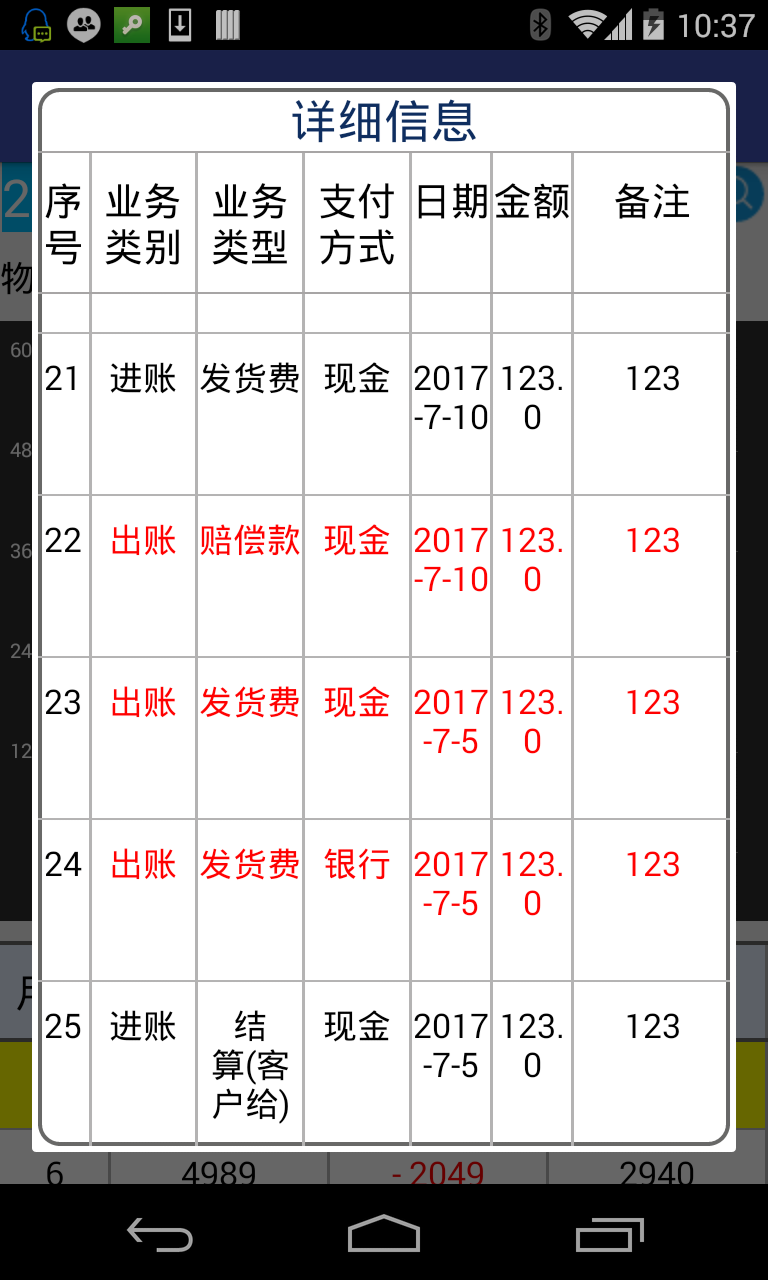 10:37
详细信息
序号 业务类别 业务类型 支付方式 日期 金额 备注
2
物
60
21 进账 发货费 现金 2017-7-10 123.0 123
48
22 出账 赔偿款 现金 2017-7-10 123.0 123
36
24
23 出账 发货费 现金 2017-7-5 123.0 123
12
24 出账 发货费 银行 2017-7-5 123.0 123
25 进账 结算(客户给) 现金 2017-7-5 123.0 123
6 4989 - 2049 2940